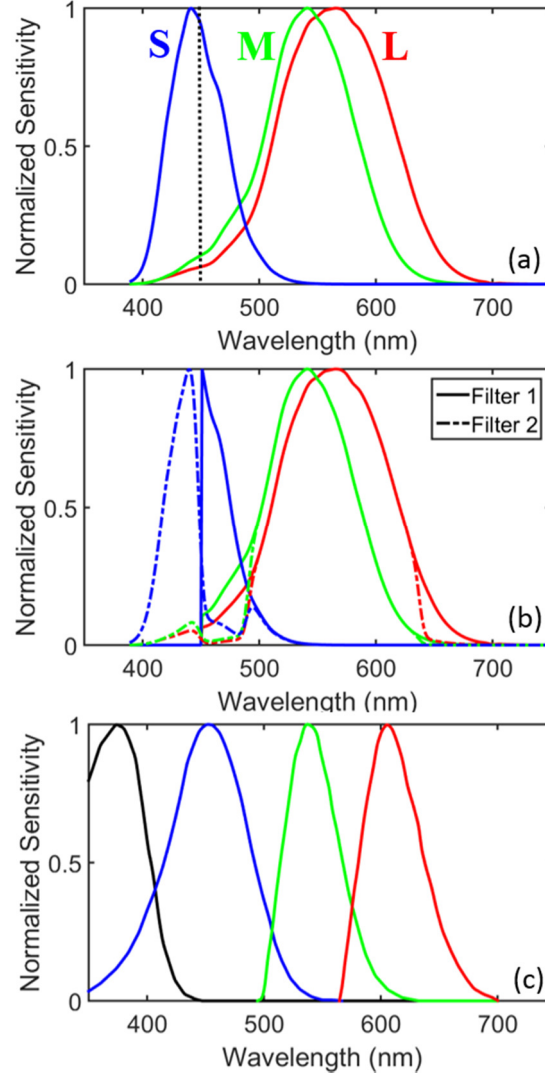 1
S
M
L
Normalized Sensitivity
0.5
0
(a)
400
500
600
700
Wavelength (nm)
1
Filter 1
Filter 2
Normalized Sensitivity
0.5
0
(b)
400
500
600
700
Wavelength (nm)
1
Normalized Sensitivity
0.5
0
(c)
400
500
600
700
Wavelength (nm)